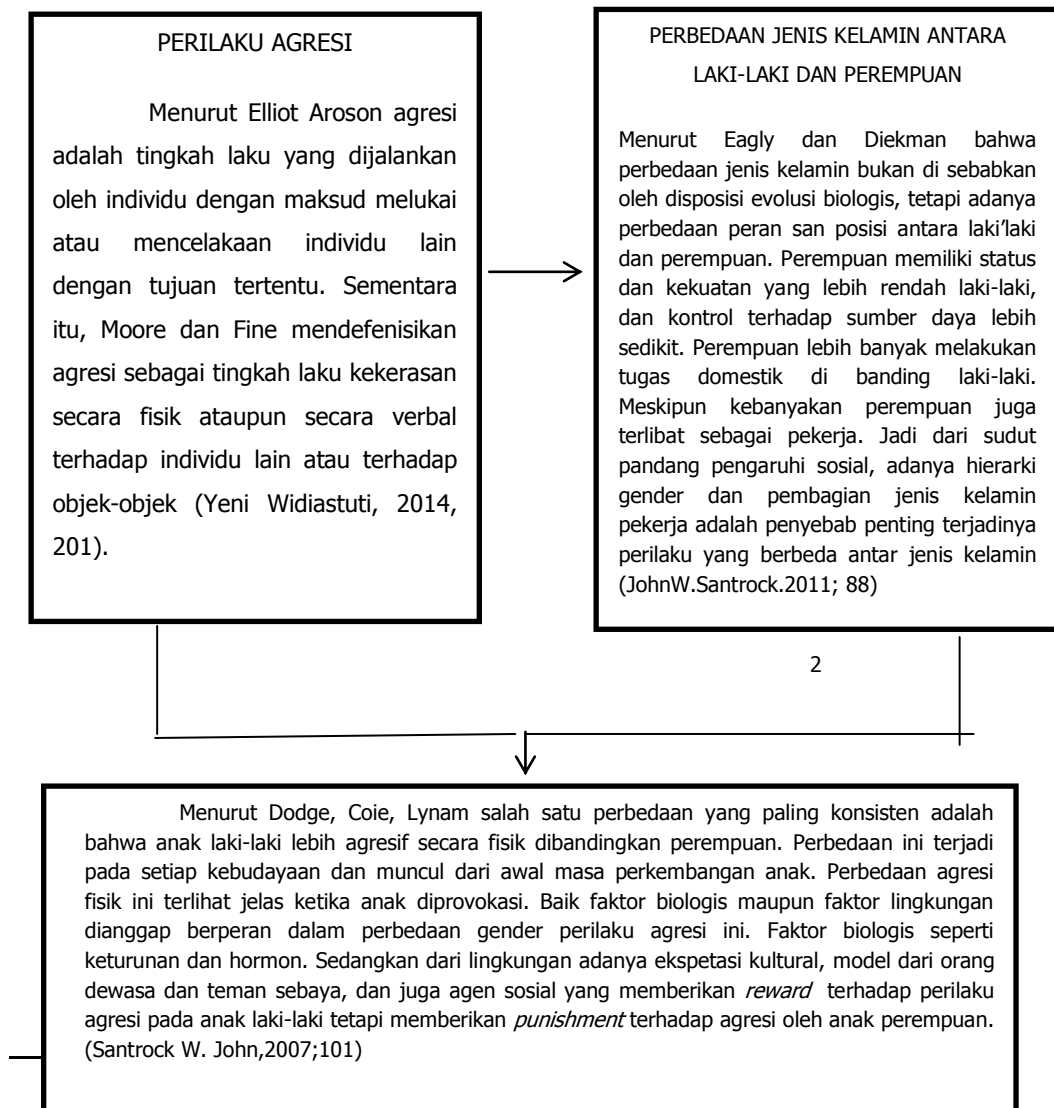 PERILAKU AGRESI
Menurut Elliot Aroson agresi
adalah tingkah laku yang dijalankan
oleh individu dengan maksud melukai
atau mencelakaan individu lain
dengan tujuan tertentu. Sementara
itu, Moore dan Fine mendefenisikan
agresi sebagai tingkah laku kekerasan
secara fisik ataupun secara verbal
terhadap individu lain atau terhadap
objek-objek (Yeni Widiastuti, 2014,
201).
PERBEDAAN JENIS KELAMIN ANTARA
LAKI-LAKI DAN PEREMPUAN
Menurut Eagly dan Diekman bahwa
perbedaan jenis kelamin bukan di sebabkan
oleh disposisi evolusi biologis, tetapi adanya
perbedaan peran san posisi antara laki’laki
dan perempuan. Perempuan memiliki status
dan kekuatan yang lebih rendah laki-laki,
dan kontrol terhadap sumber daya lebih
sedikit. Perempuan lebih banyak melakukan
tugas domestik di banding laki-laki.
Meskipun kebanyakan perempuan juga
terlibat sebagai pekerja. Jadi dari sudut
pandang pengaruhi sosial, adanya hierarki
gender dan pembagian jenis kelamin
pekerja adalah penyebab penting terjadinya
perilaku yang berbeda antar jenis kelamin
(JohnW.Santrock.2011; 88)
2
Menurut Dodge, Coie, Lynam salah satu perbedaan yang paling konsisten adalah
bahwa anak laki-laki lebih agresif secara fisik dibandingkan perempuan. Perbedaan ini terjadi
pada setiap kebudayaan dan muncul dari awal masa perkembangan anak. Perbedaan agresi
fisik ini terlihat jelas ketika anak diprovokasi. Baik faktor biologis maupun faktor lingkungan
dianggap berperan dalam perbedaan gender perilaku agresi ini. Faktor biologis seperti
keturunan dan hormon. Sedangkan dari lingkungan adanya ekspetasi kultural, model dari orang
dewasa dan teman sebaya, dan juga agen sosial yang memberikan reward terhadap perilaku
agresi pada anak laki-laki tetapi memberikan punishment terhadap agresi oleh anak perempuan.
(Santrock W. John,2007;101)